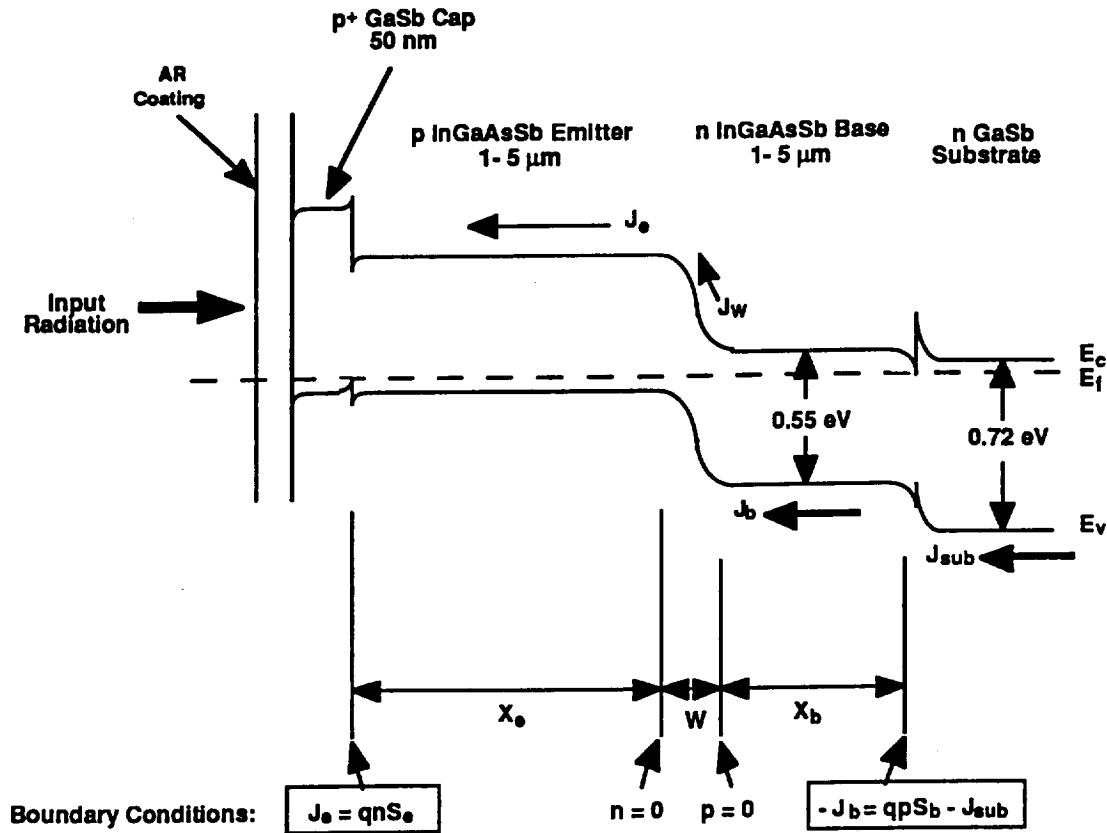 p+ GaSb Cap
50 nm
AR
Coating
p InGaAsSb Emitter
1- 5 μm
n InGaAsSb Base
1- 5 μm
n GaSb
Substrate
Je
Input
Radiation
Jw
Ec
Ef
0.55 eV
0.72 eV
Jb
Ev
Jsub
Xe
W
Xb
Boundary Conditions:
Je = qnSe
n = 0
p = 0
- Jb = qpSb - Jsub